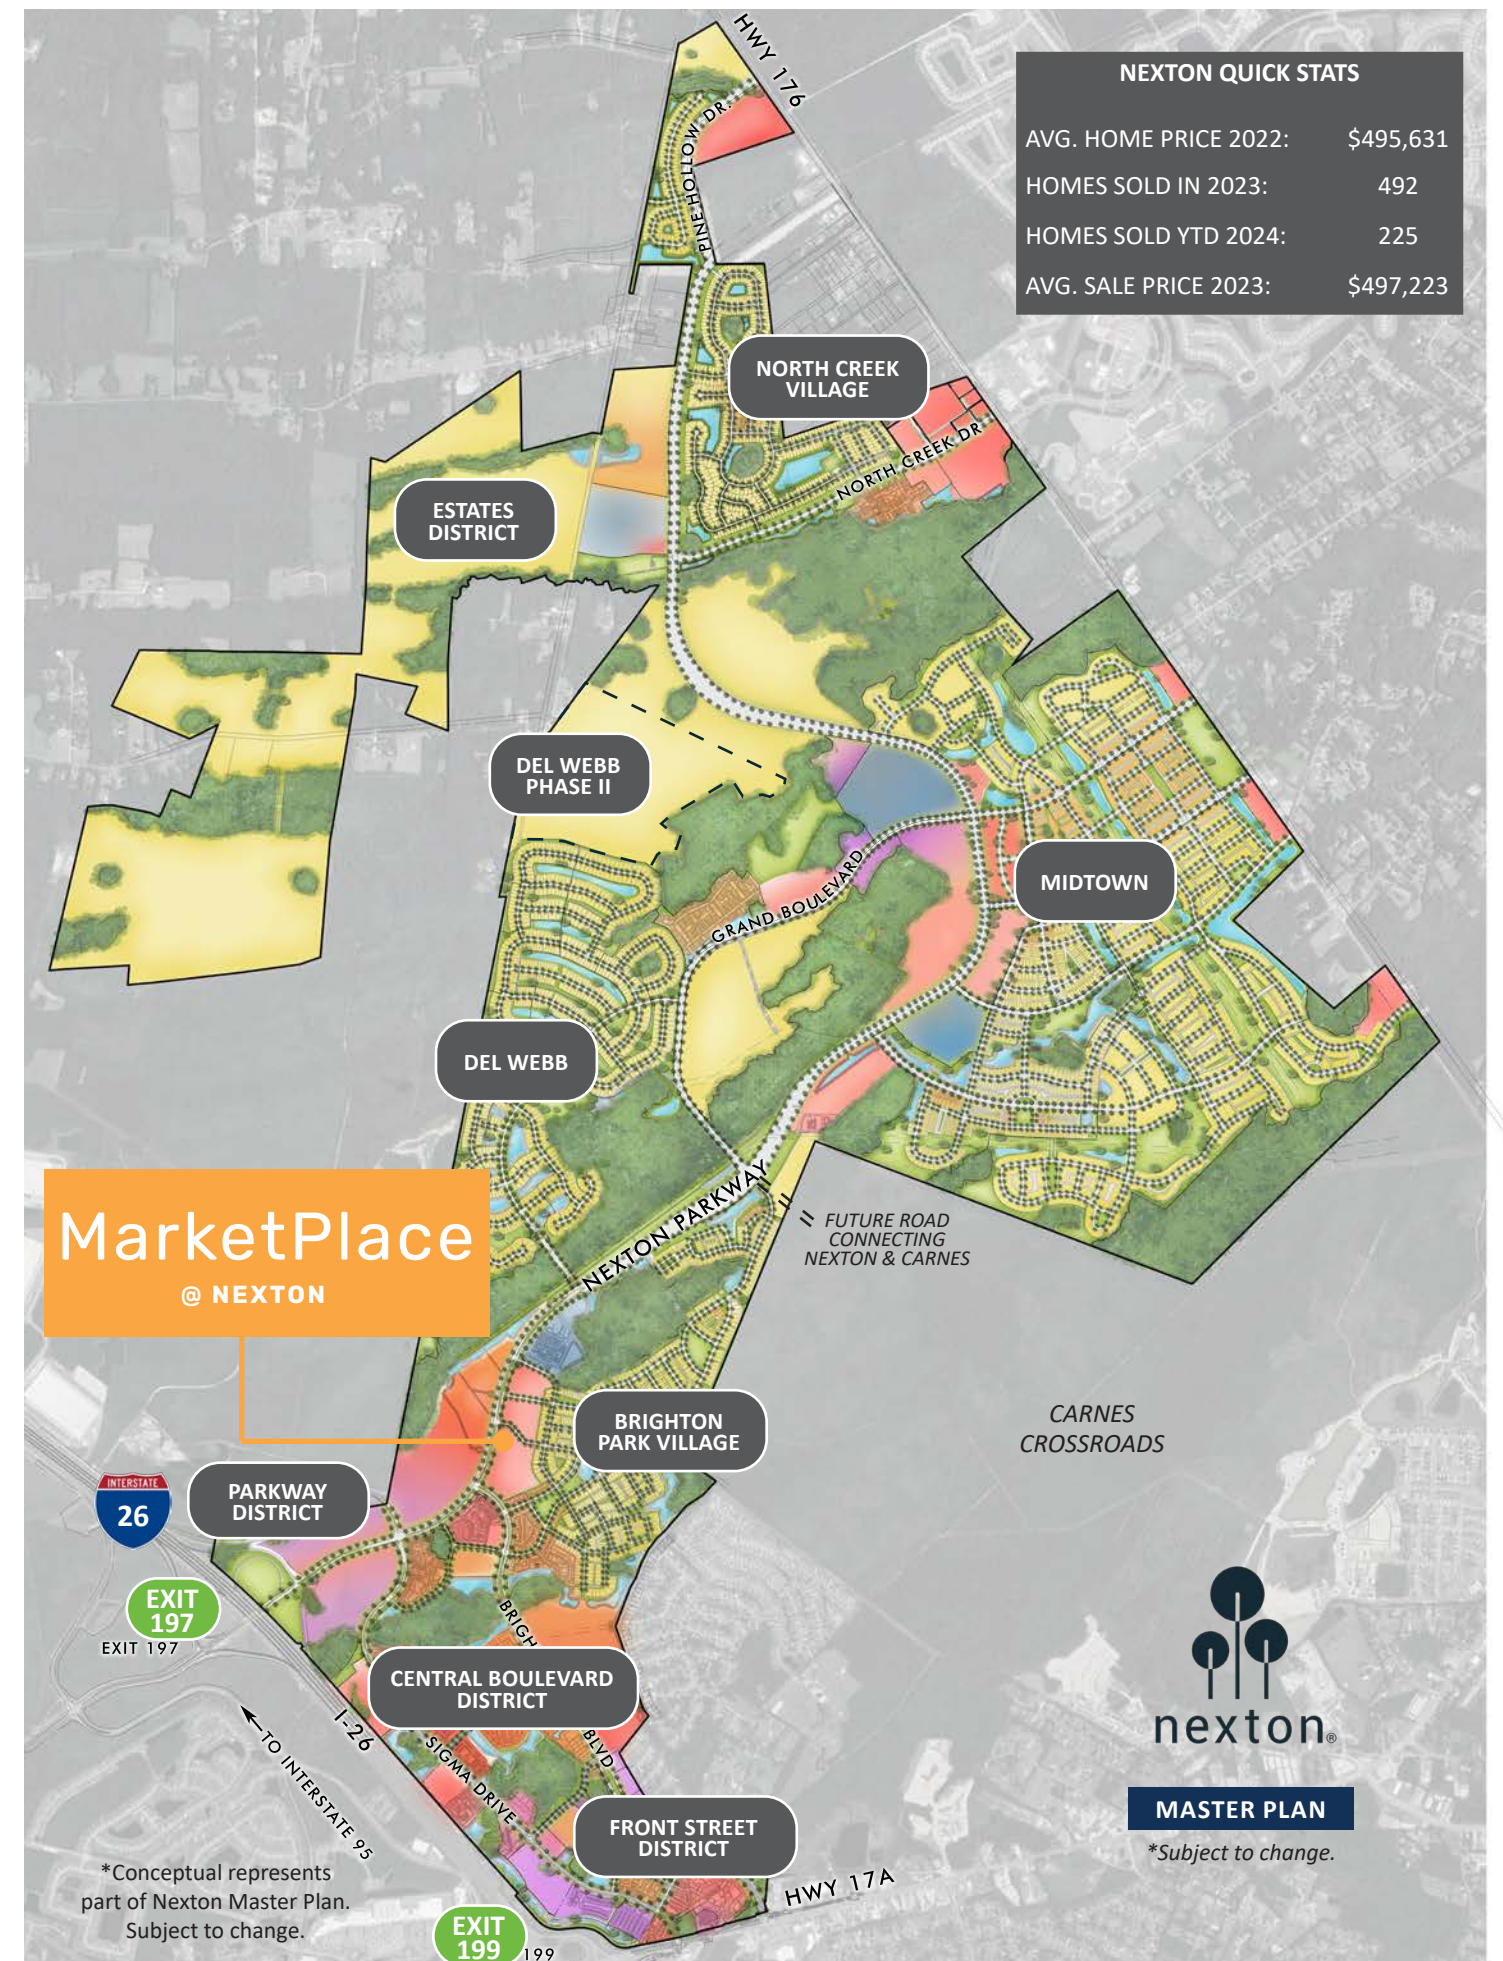 HWY 176
NEXTON QUICK STATS
AVG. HOME PRICE 2022: $495,631
HOMES SOLD IN 2023: 492
HOMES SOLD YTD 2024: 225
AVG. SALE PRICE 2023: $497,223
PINE HOLLOW DR.
NORTH CREEK
VILLAGE
NORTH CREEK DR
ESTATES
DISTRICT
DEL WEBB
PHASE II
MIDTOWN
GRAND BOULEVARD
DEL WEBB
NEXTON PARKWAY
FUTURE ROAD
CONNECTING
NEXTON & CARNES
MarketPlace
@ NEXTON
BRIGHTON
PARK VILLAGE
CARNES
CROSSROADS
PARKWAY
DISTRICT
INTERSTATE
26
EXIT
197
EXIT 197
BRIGH
CENTRAL BOULEVARD
DISTRICT
BLVD
I-26
SIGMA DRIVE
TO INTERSTATE 95
FRONT STREET
DISTRICT
HWY 17A
EXIT
199
199
nexton®
MASTER PLAN
*Subject to change.
*Conceptual represents
part of Nexton Master Plan.
Subject to change.